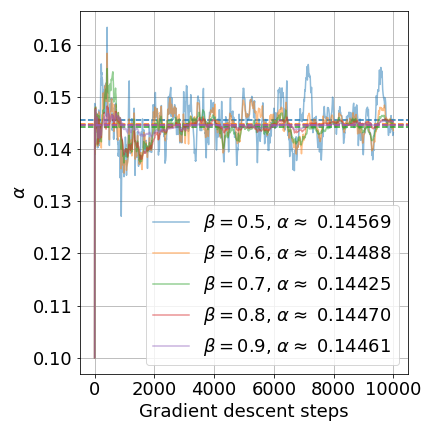 0.16
0.15
0.14
0.13
0.12
0.11
0.10
α
β = 0.5, α ≈ 0.14569
β = 0.6, α ≈ 0.14488
β = 0.7, α ≈ 0.14425
β = 0.8, α ≈ 0.14470
β = 0.9, α ≈ 0.14461
0 2000 4000 6000 8000 10000
Gradient descent steps